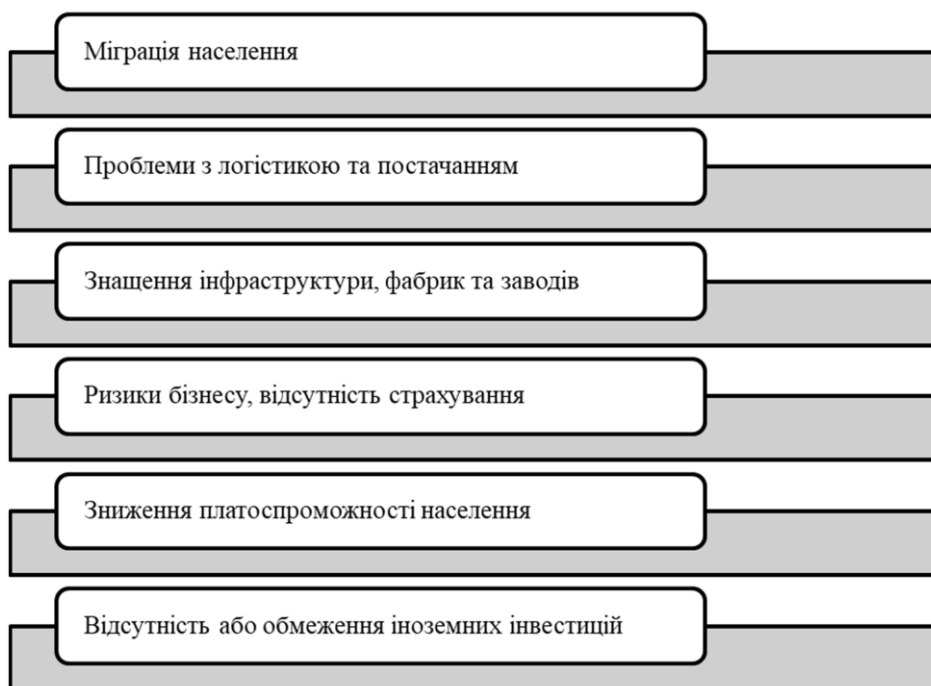 Міграція населення
Проблеми з логістикою та постачанням
Знащення інфраструктури, фабрик та заводів
Ризики бізнесу, відсутність страхування
Зниження платоспроможності населення
Відсутність або обмеження іноземних інвестицій